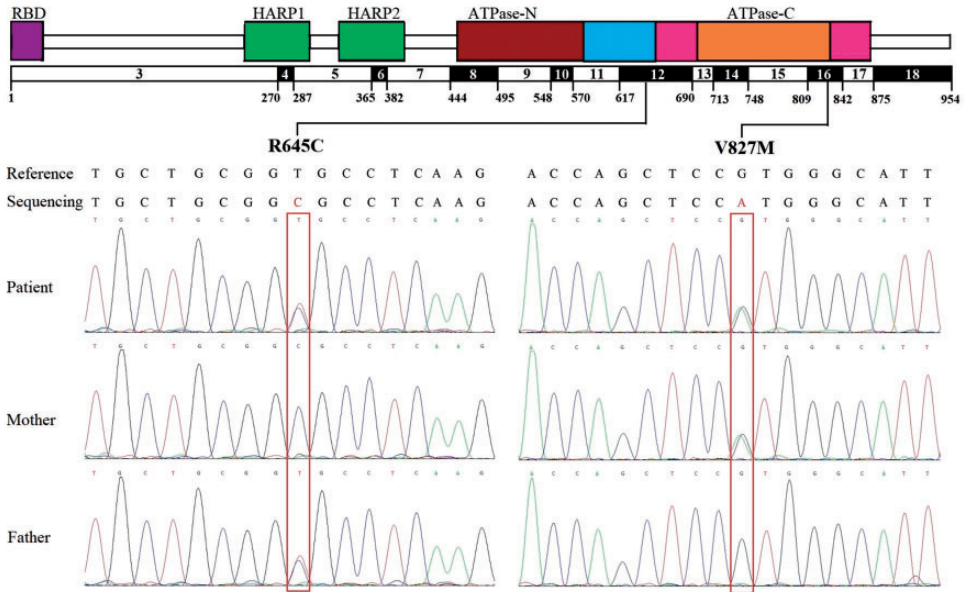 RBD HARP1 HARP2 ATPase-N ATPase-C
3 4 5 6 7 8 9 10 11 12 13 14 15 16 17 18
1 270 287 365 382 444 495 548 570 617 690 713 748 809 842 875 954
R645C V827M
Reference T G C T G C G G T G C C T C A A G A C C A G C T C C G T G G G C A T T
Sequencing T G C T G C G G C G C C T C A A G A C C A G C T C C A T G G G C A T T
T G C T G C G G T G C C T C A A G A C C A G C T C C G T G G G C A T T
Patient
T G C T G C G G C G C C T C A A G A C C A G C T C C G T G G G C A T T
Mother
T G C T G C G G T G C C T C A A G A C C A G C T C C G T G G G C A T T
Father